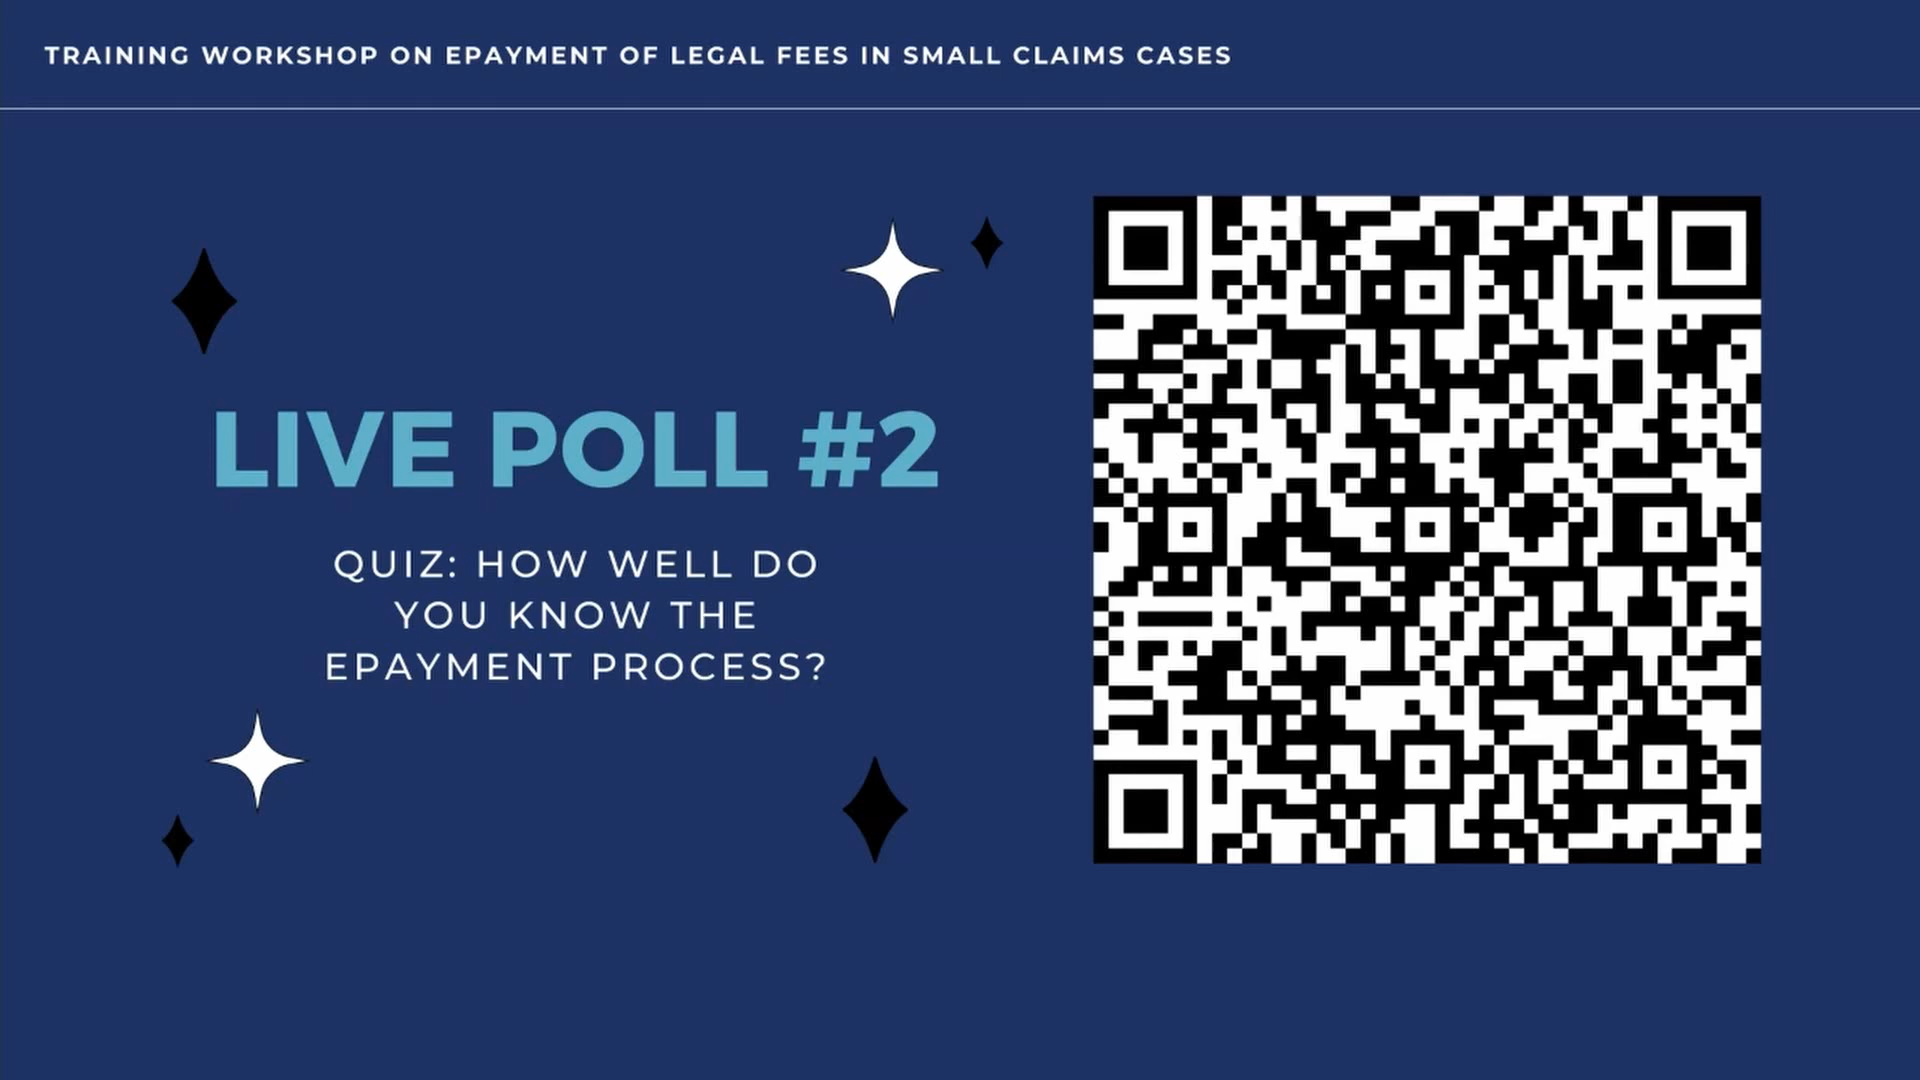 TRAINING WORKSHOP ON EPAYMENT OF LEGAL FEES IN SMALL CLAIMS CASES
LIVE POLL #2
QUIZ: HOW WELL DO
YOU KNOW THE
EPAYMENT PROCESS?